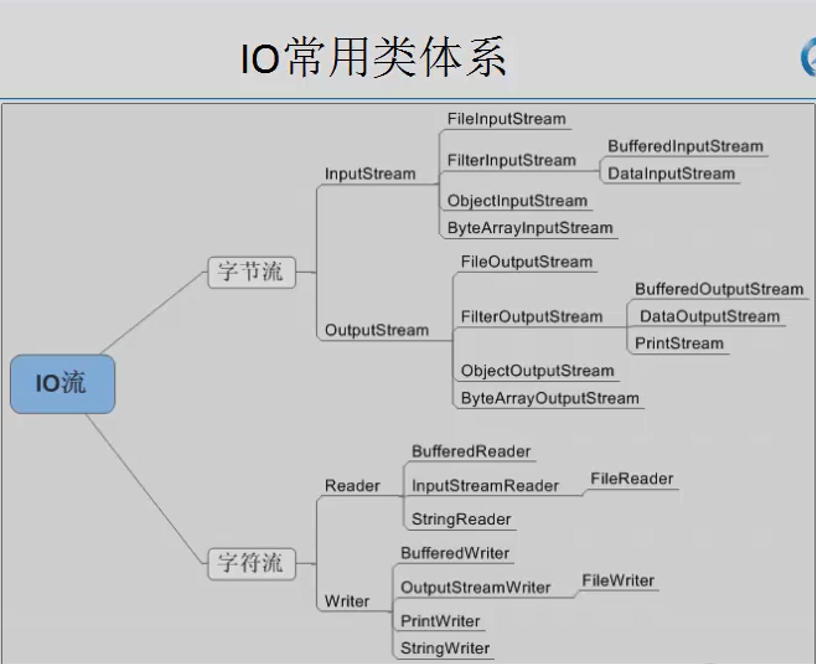 IO常用类体系
IO流
字节流
InputStream
FileInputStream
FilterInputStream
BufferedInputStream
DataInputStream
ObjectInputStream
ByteArrayInputStream
OutputStream
FileOutputStream
FilterOutputStream
BufferedOutputStream
DataOutputStream
PrintStream
ObjectOutputStream
ByteArrayOutputStream
字符流
Reader
BufferedReader
InputStreamReader
FileReader
StringReader
Writer
BufferedWriter
OutputStreamWriter
FileWriter
PrintWriter
StringWriter